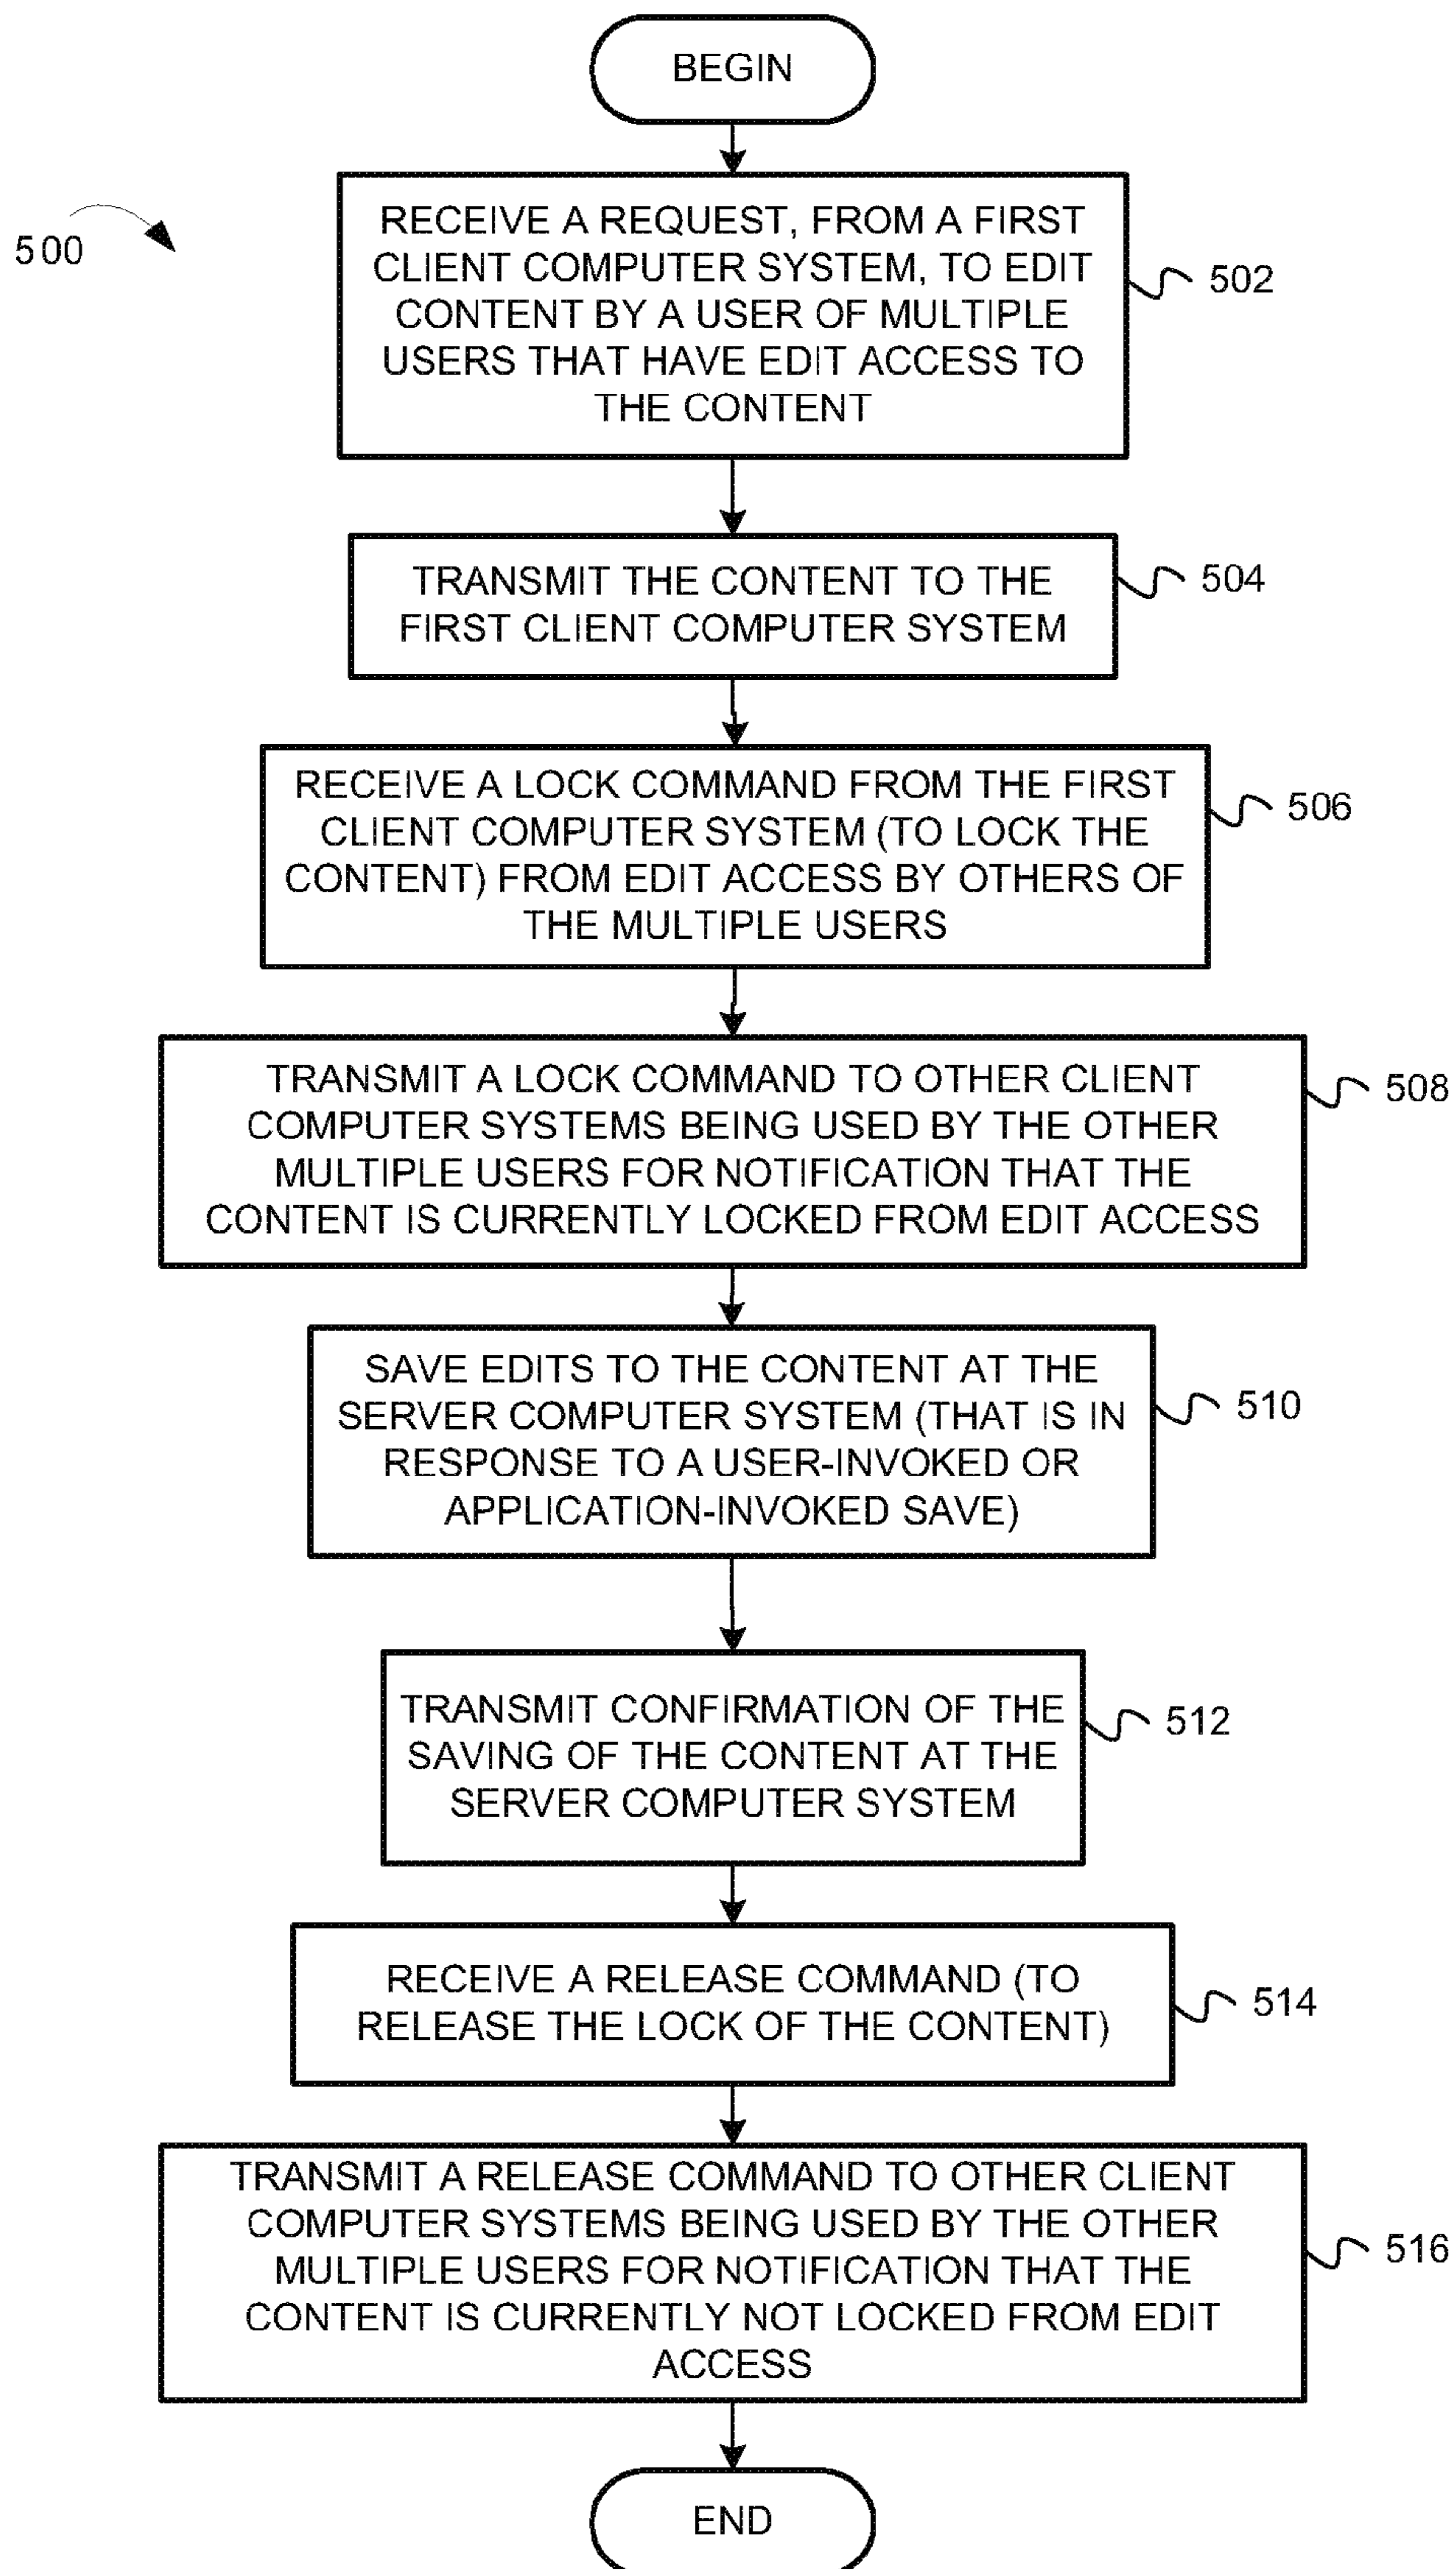 BEGIN
500
RECEIVE A REQUEST, FROM A FIRST
CLIENT COMPUTER SYSTEM, TO EDIT
CONTENT BY A USER OF MULTIPLE
USERS THAT HAVE EDIT ACCESS TO
THE CONTENT
502
TRANSMIT THE CONTENT TO THE
FIRST CLIENT COMPUTER SYSTEM
504
RECEIVE A LOCK COMMAND FROM THE FIRST
CLIENT COMPUTER SYSTEM (TO LOCK THE
CONTENT) FROM EDIT ACCESS BY OTHERS OF
THE MULTIPLE USERS
506
TRANSMIT A LOCK COMMAND TO OTHER CLIENT
COMPUTER SYSTEMS BEING USED BY THE OTHER
MULTIPLE USERS FOR NOTIFICATION THAT THE
CONTENT IS CURRENTLY LOCKED FROM EDIT ACCESS
508
SAVE EDITS TO THE CONTENT AT THE
SERVER COMPUTER SYSTEM (THAT IS IN
RESPONSE TO A USER-INVOKED OR
APPLICATION-INVOKED SAVE)
510
TRANSMIT CONFIRMATION OF THE
SAVING OF THE CONTENT AT THE
SERVER COMPUTER SYSTEM
512
RECEIVE A RELEASE COMMAND (TO
RELEASE THE LOCK OF THE CONTENT)
514
TRANSMIT A RELEASE COMMAND TO OTHER CLIENT
COMPUTER SYSTEMS BEING USED BY THE OTHER
MULTIPLE USERS FOR NOTIFICATION THAT THE
CONTENT IS CURRENTLY NOT LOCKED FROM EDIT
ACCESS
516
END